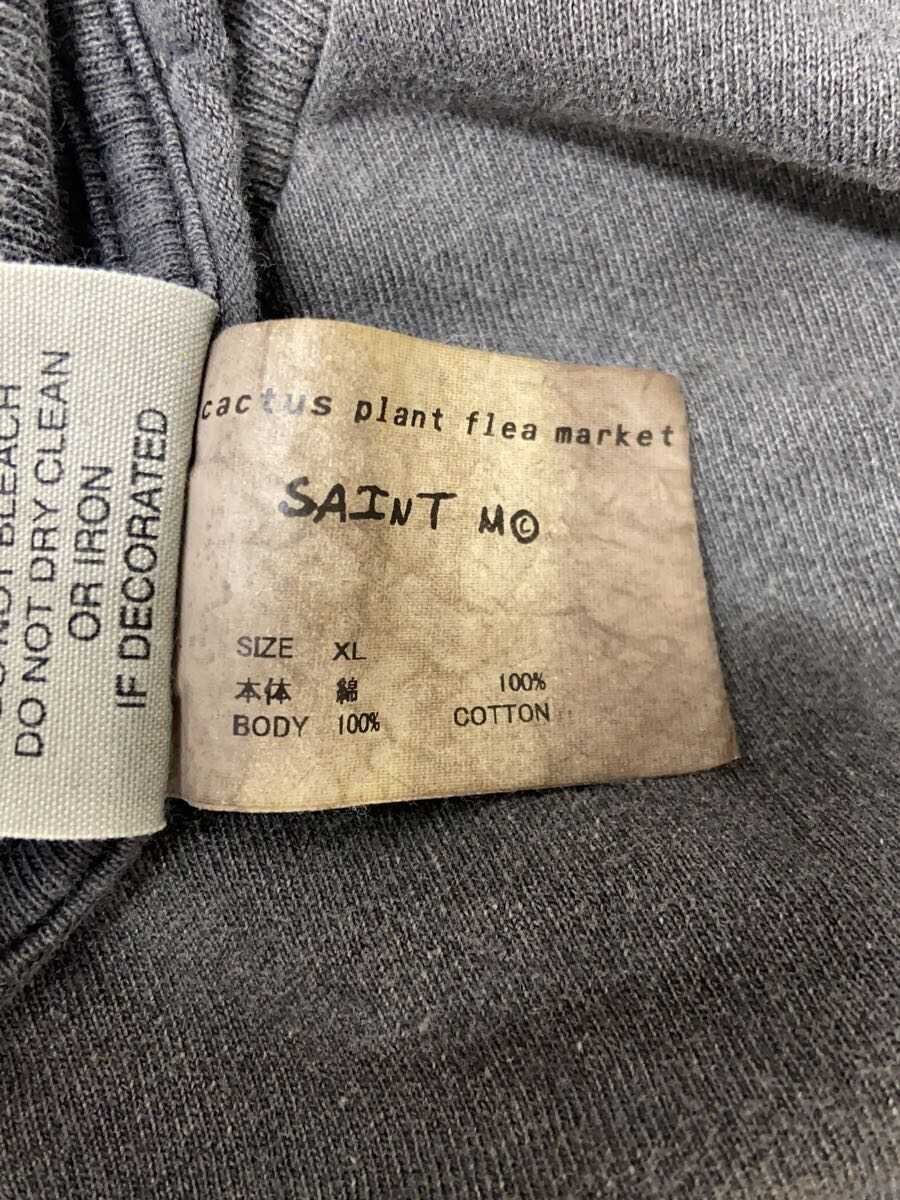 BLEACH
DO NOT DRY CLEAN
OR IRON
IF DECORATED
cactus plant flea market
SAINT M©
SIZE XL
本体 綿 100%
BODY 100% COTTON